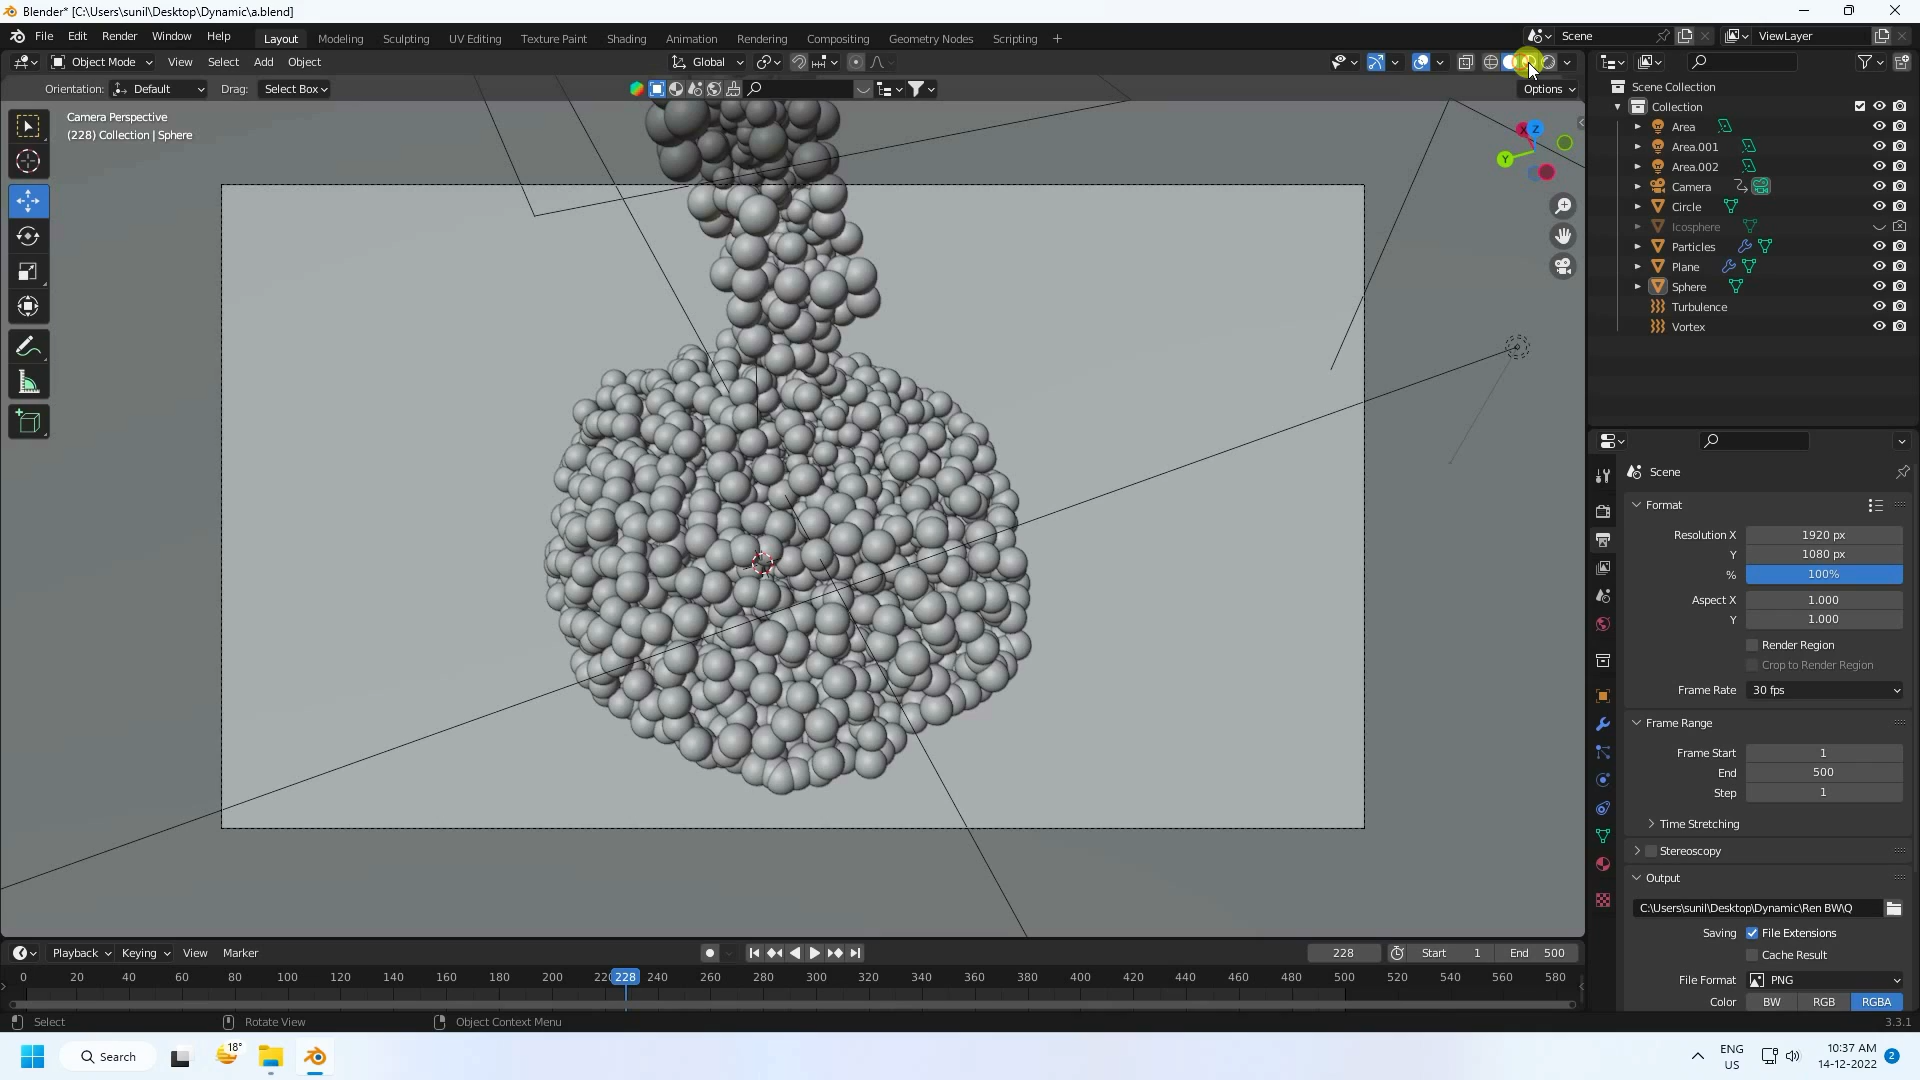 Blender* [C:\Users\sunil\Desktop\Dynamic\a.blend]
File Edit Render Window Help Layout Modeling Sculpting UV Editing Texture Paint Shading Animation Rendering Compositing Geometry Nodes Scripting + Scene ViewLayer
Object Mode View Select Add Object Global
Orientation: Default Drag: Select Box Options
Camera Perspective
(228) Collection | Sphere
X Z
Y
Scene Collection
Collection
Area
Area.001
Area.002
Camera
Circle
Icosphere
Particles
Plane
Sphere
Turbulence
Vortex
Scene
Format
Resolution X 1920 px
Y 1080 px
% 100%
Aspect X 1.000
Y 1.000
Render Region
Crop to Render Region
Frame Rate 30 fps
Frame Range
Frame Start 1
End 500
Step 1
Time Stretching
Stereoscopy
Output
C:\Users\sunil\Desktop\Dynamic\Ren BW\Q
Saving File Extensions
Cache Result
File Format PNG
Color BW RGB RGBA
Playback Keying View Marker 228 Start 1 End 500
0 20 40 60 80 100 120 140 160 180 200 22 228 240 260 280 300 320 340 360 380 400 420 440 460 480 500 520 540 560 580
Select Rotate View Object Context Menu 3.3.1
Search 18° ENG US 10:37 AM 14-12-2022 2